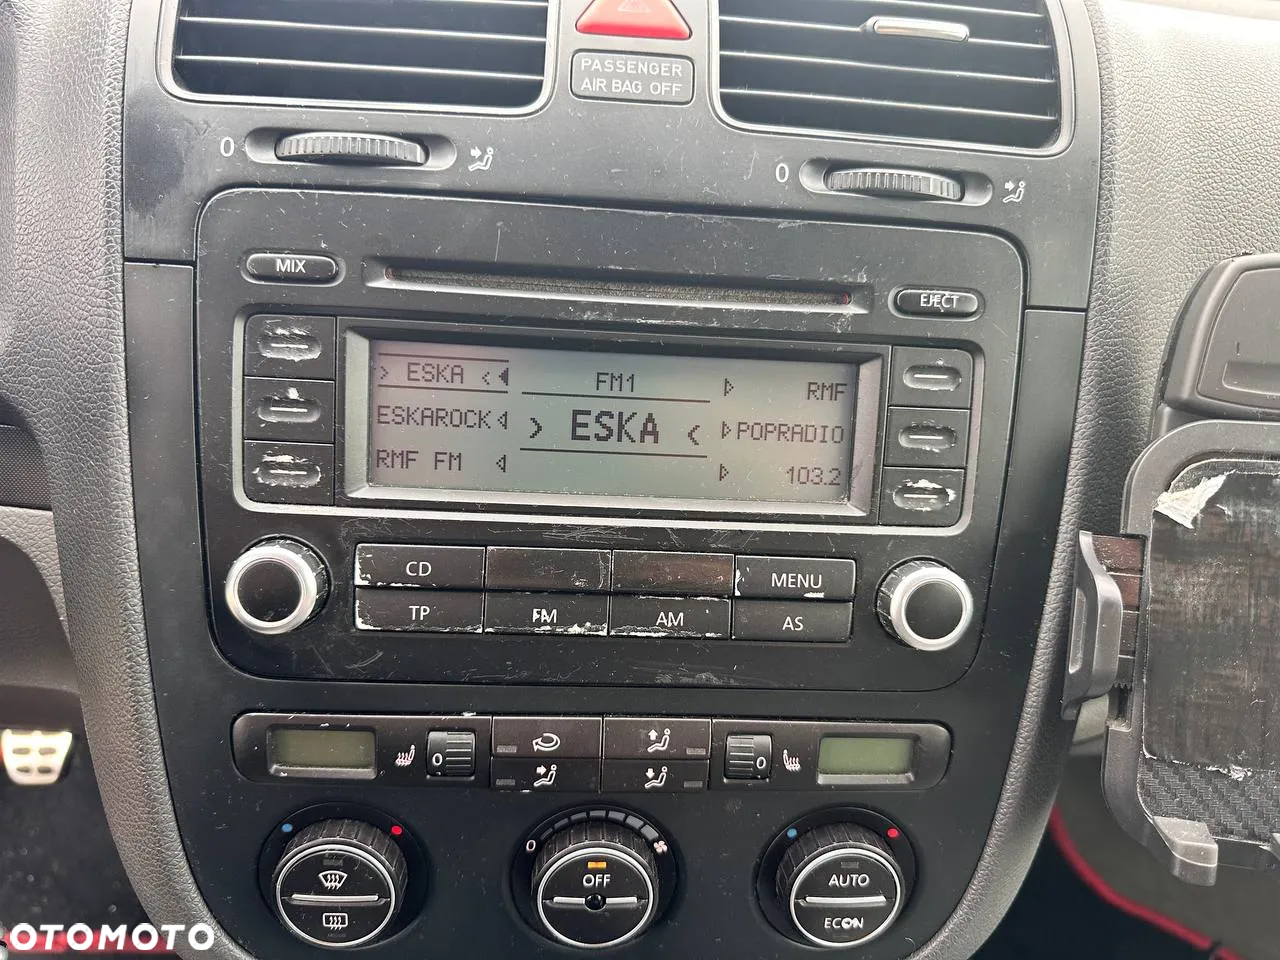 PASSENGER
AIR BAG OFF
0
0
MIX
EJECT
> ESKA <
FM1
RMF
ESKAROCK
> ESKA <
POPRADIO
RMF FM
103.2
CD
MENU
TP
FM
AM
AS
0
0
0
OFF
AUTO
ECON
OTOMOTO